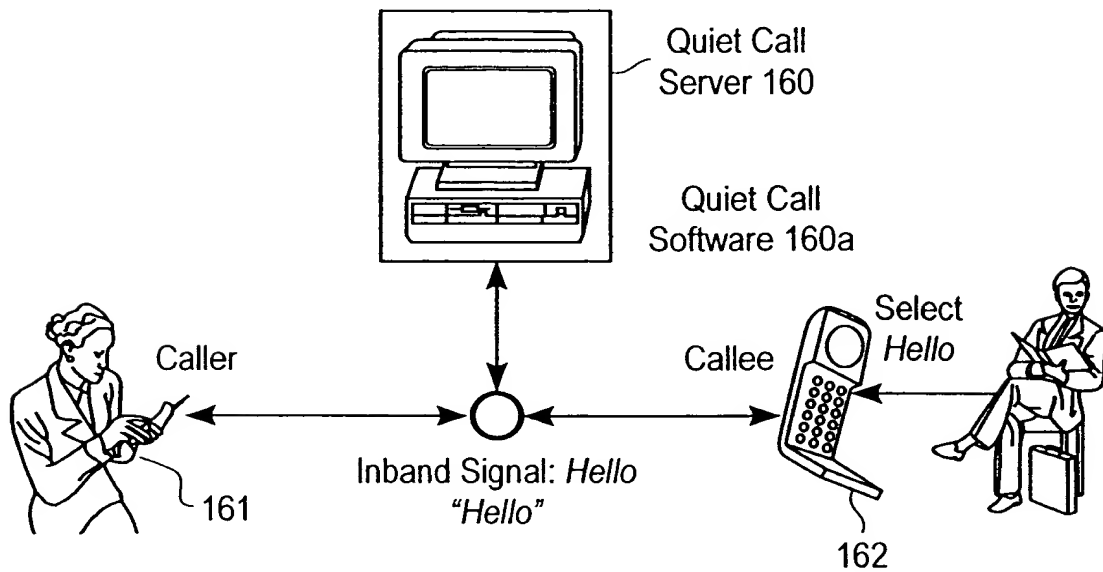 Quiet Call
Server 160
Quiet Call
Software 160a
Caller
Callee
Select
Hello
Inband Signal: Hello
“Hello”
161
162